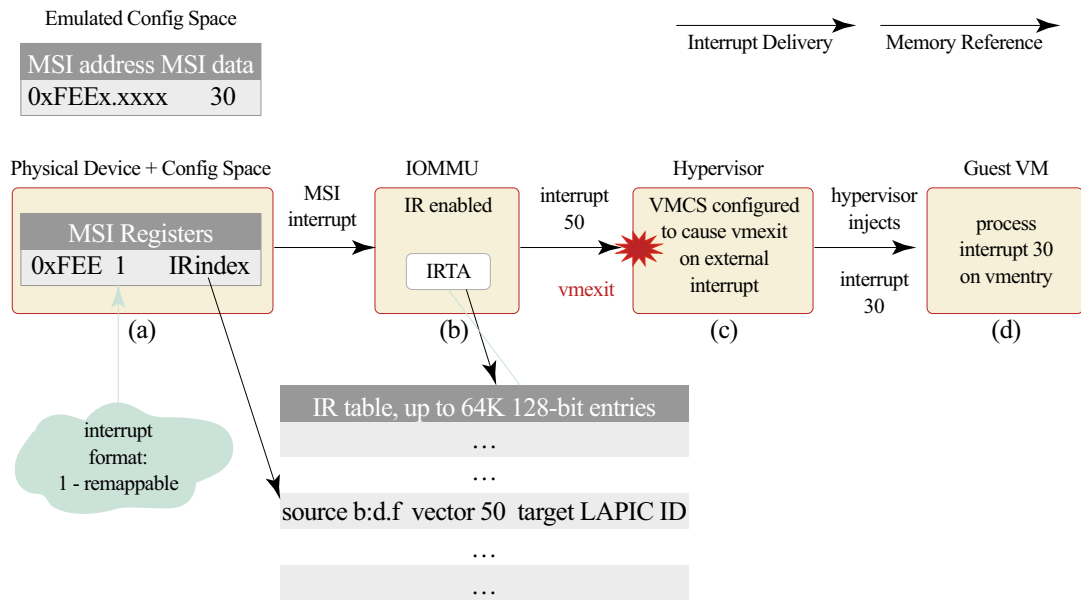 Emulated Config Space
MSI address MSI data
0xFEEx.xxxx 30
Interrupt Delivery
Memory Reference
Physical Device + Config Space
MSI Registers
0xFEE 1 IRindex
(a)
MSI
interrupt
IOMMU
IR enabled
IRTA
(b)
interrupt
50
vmexit
Hypervisor
VMCS configured
to cause vmexit
on external
interrupt
(c)
hypervisor
injects
interrupt
30
Guest VM
process
interrupt 30
on vmentry
(d)
interrupt
format:
1 - remappable
IR table, up to 64K 128-bit entries
…
…
source b:d.f vector 50 target LAPIC ID
…
…